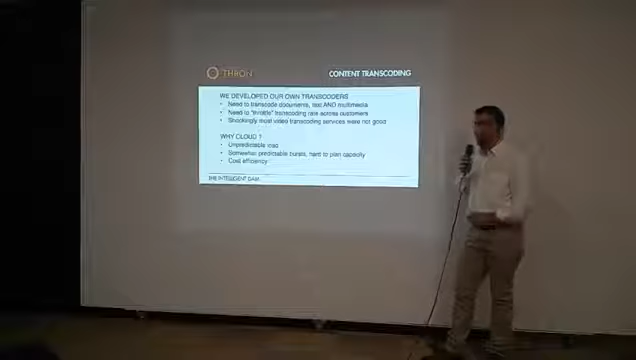 THRON
CONTENT TRANSCODING
WE DEVELOPED OUR OWN TRANSCODERS
• Need to transcode documents, text AND multimedia
• Need to "throttle" transcoding rate across customers
• Shockingly most video transcoding services were not good
WHY CLOUD ?
• Unpredictable load
• Somewhat predictable bursts, hard to plan capacity
• Cost efficiency
THE INTELLIGENT DAM